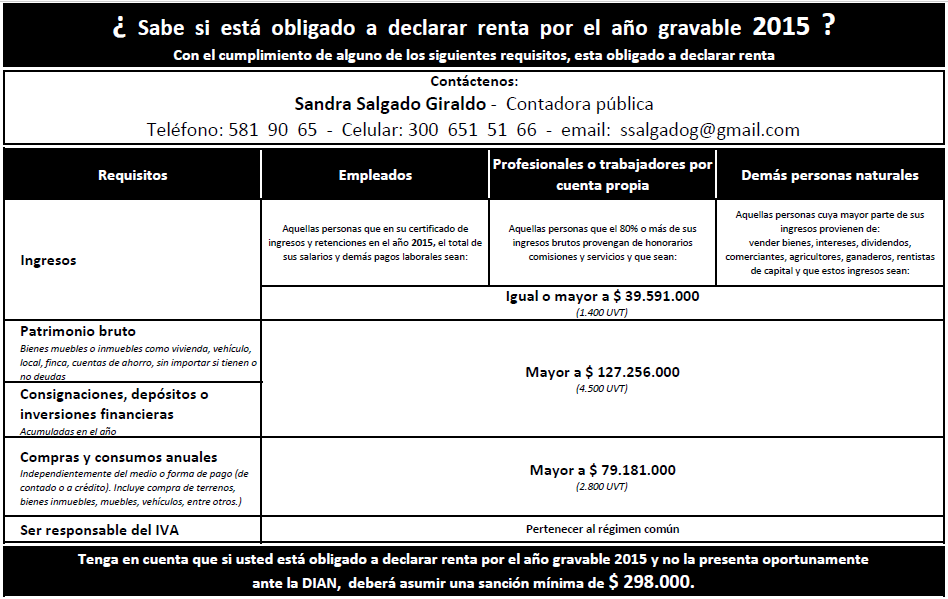 ¿ Sabe si está obligado a declarar renta por el año gravable 2015 ?
Con el cumplimiento de alguno de los siguientes requisitos, esta obligado a declarar renta
Contáctenos:
Sandra Salgado Giraldo - Contadora pública
Teléfono: 581 90 65 - Celular: 300 651 51 66 - email: ssalgadog@gmail.com
Requisitos
Empleados
Profesionales o trabajadores por
cuenta propia
Demás personas naturales
Ingresos
Aquellas personas que en su certificado de
ingresos y retenciones en el año 2015, el total de
sus salarios y demás pagos laborales sean:
Aquellas personas que el 80% o más de sus
ingresos brutos provengan de honorarios
comisiones y servicios y que sean:
Aquellas personas cuya mayor parte de sus
ingresos provienen de:
vender bienes, intereses, dividendos,
comerciantes, agricultores, ganaderos, rentistas
de capital y que estos ingresos sean:
Igual o mayor a $ 39.591.000
(1.400 UVT)
Patrimonio bruto
Bienes muebles o inmuebles como vivienda, vehículo,
local, finca, cuentas de ahorro, sin importar si tienen o
no deudas
Consignaciones, depósitos o
inversiones financieras
Acumuladas en el año
Mayor a $ 127.256.000
(4.500 UVT)
Compras y consumos anuales
Independientemente del medio o forma de pago (de
contado o a crédito). Incluye compra de terrenos,
bienes inmuebles, muebles, vehículos, entre otros.)
Mayor a $ 79.181.000
(2.800 UVT)
Ser responsable del IVA
Pertenecer al régimen común
Tenga en cuenta que si usted está obligado a declarar renta por el año gravable 2015 y no la presenta oportunamente
ante la DIAN, deberá asumir una sanción mínima de $ 298.000.